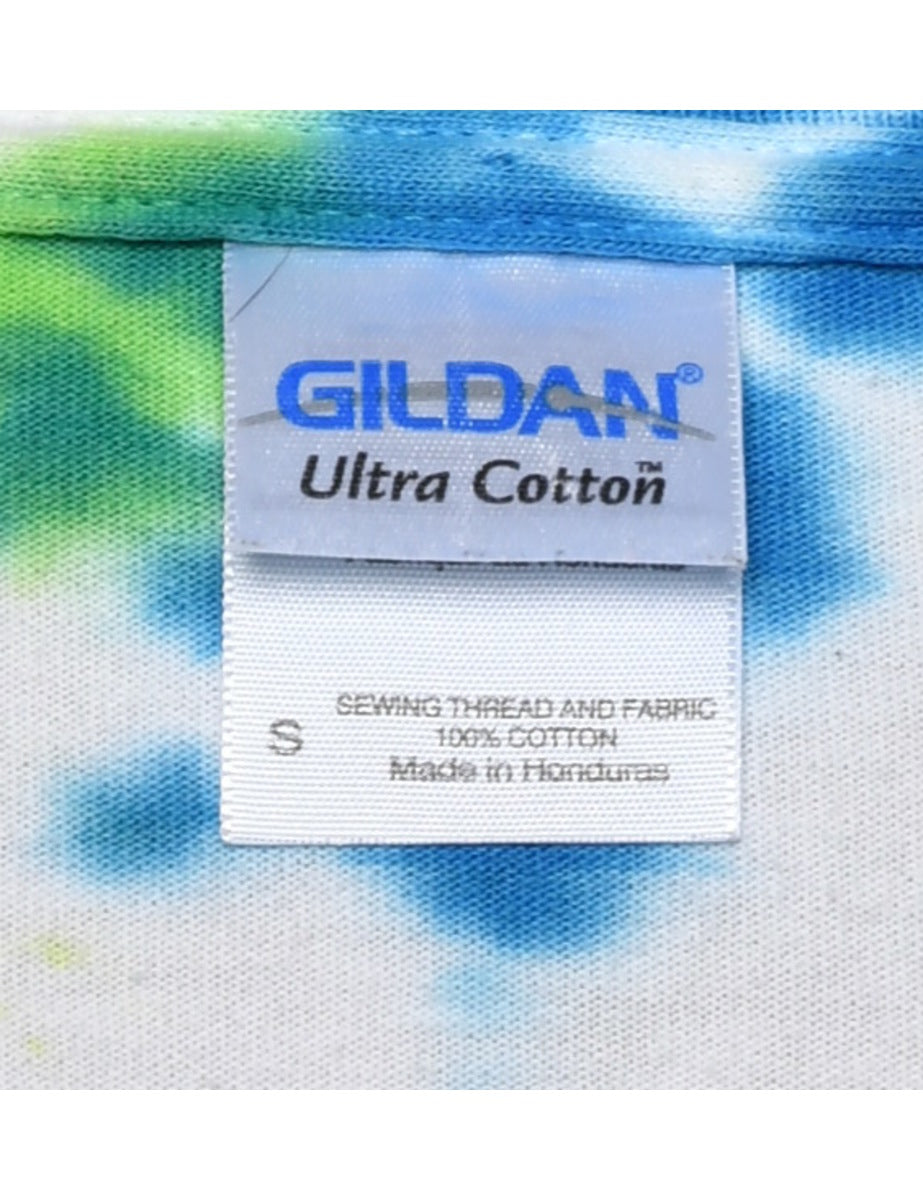 GILDAN®
Ultra Cotton™
S
SEWING THREAD AND FABRIC
100% COTTON
Made in Honduras